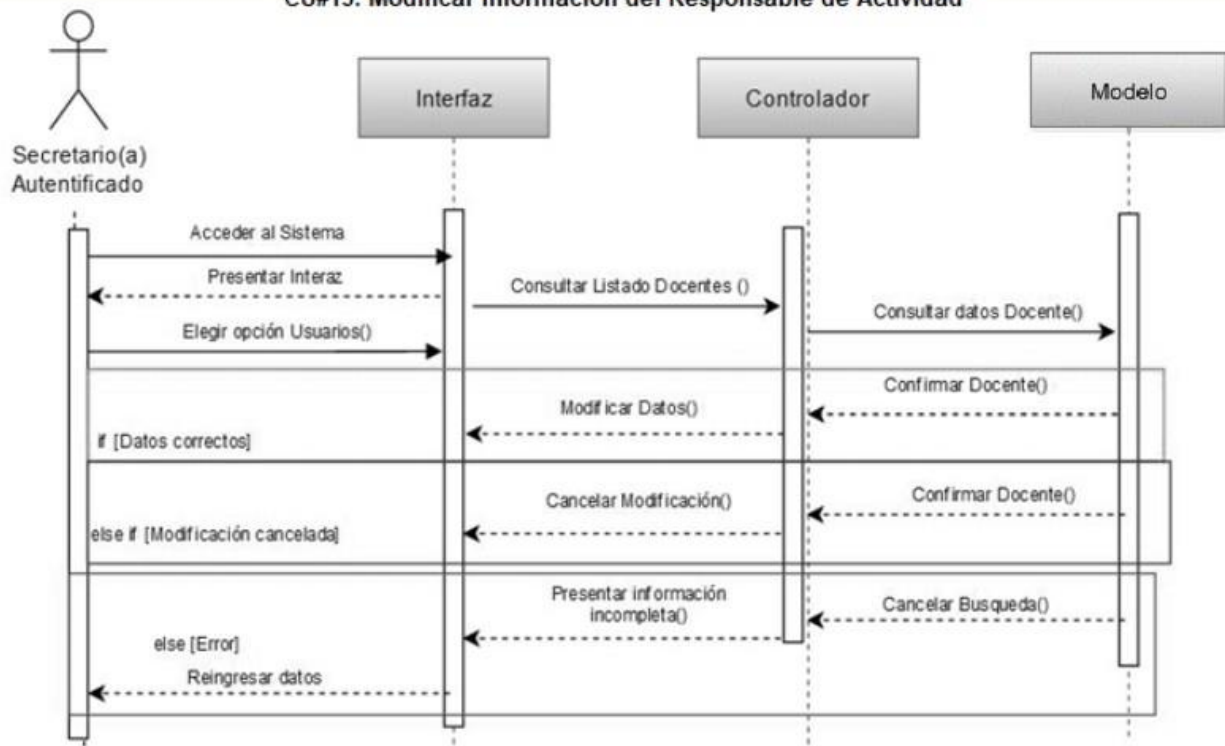 CU#15: Modificar Información del Responsable de Actividad
Interfaz
Controlador
Modelo
Secretario(a)
Autentificado
Acceder al Sistema
Presentar Interaz
Consultar Listado Docentes ()
Consultar datos Docente()
Elegir opción Usuarios()
Confirmar Docente()
Modificar Datos()
if [Datos correctos]
Confirmar Docente()
Cancelar Modificación()
else if [Modificación cancelada]
Presentar información
incompleta()
Cancelar Busqueda()
else [Error]
Reingresar datos